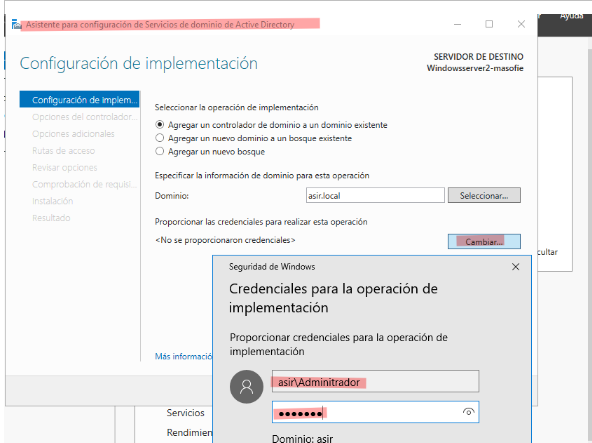 Ayuda
Asistente para configuración de Servicios de dominio de Active Directory
Configuración de implementación
SERVIDOR DE DESTINO
Windowsserver2-masofie
Configuración de implem...
Opciones del controlador...
Opciones adicionales
Rutas de acceso
Revisar opciones
Comprobación de requisi...
Instalación
Resultado
Seleccionar la operación de implementación
Agregar un controlador de dominio a un dominio existente
Agregar un nuevo dominio a un bosque existente
Agregar un nuevo bosque
Especificar la información de dominio para esta operación
Dominio:
asir.local
Seleccionar...
Proporcionar las credenciales para realizar esta operación
<No se proporcionaron credenciales>
Cambiar...
cultar
Más informació
Seguridad de Windows
Credenciales para la operación de
implementación
Proporcionar credenciales para la operación de
implementación
asir\Adminitrador
●●●●●●●
Dominio: asir
Servicios
Rendimien